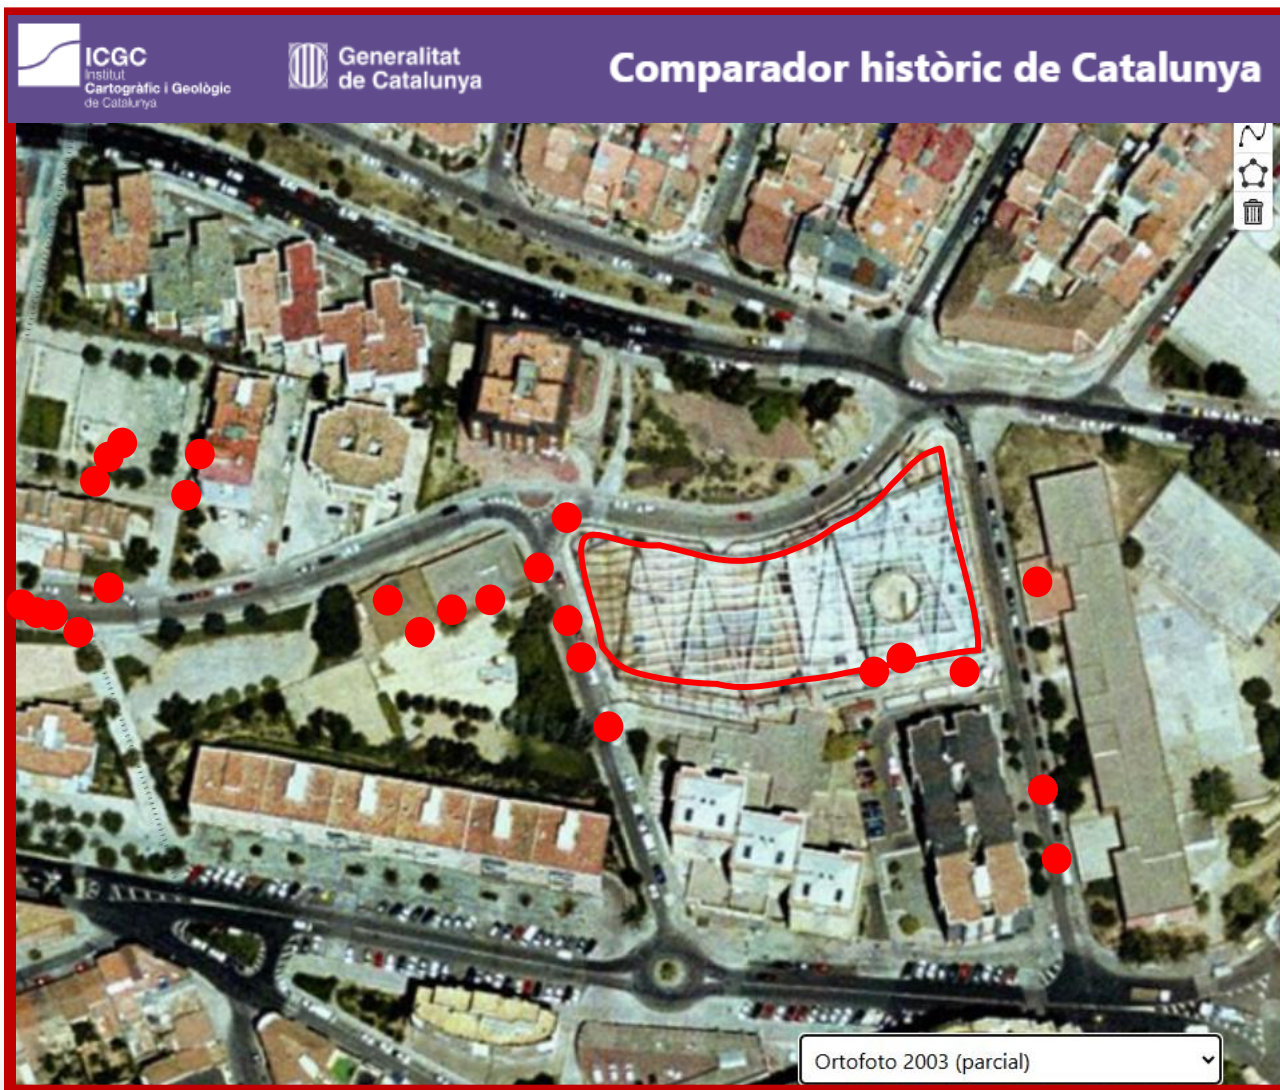 ICGC
Institut
Cartogràfic i Geològic
de Catalunya
Generalitat
de Catalunya
Comparador històric de Catalunya
Ortofoto 2003 (parcial)